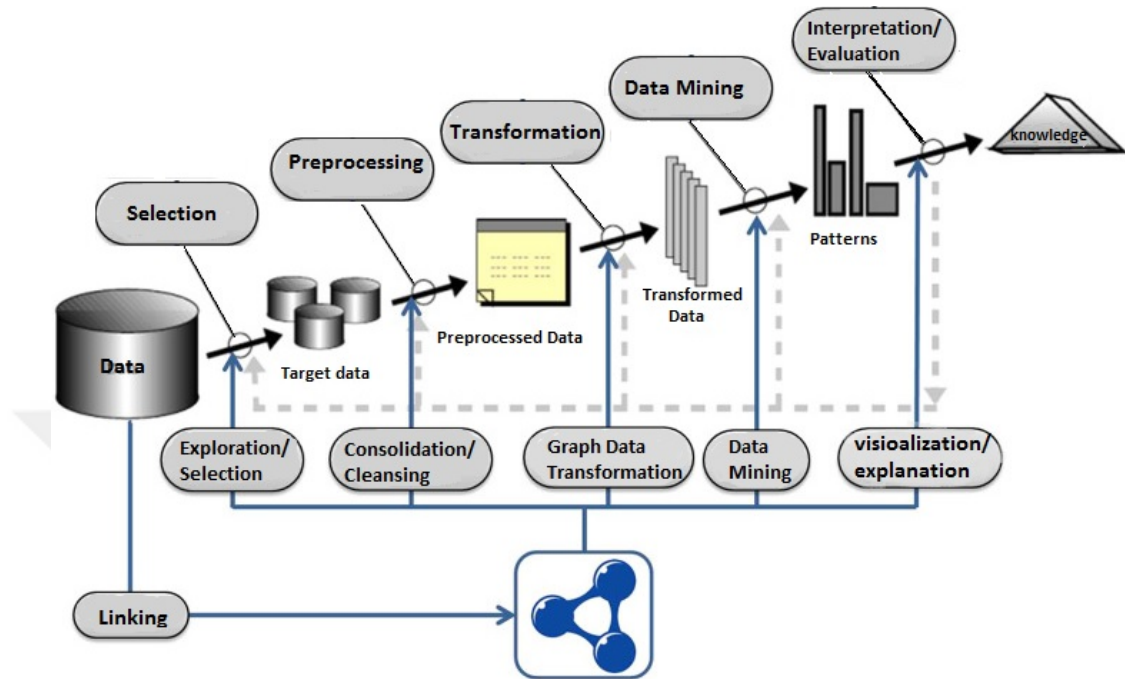 Interpretation/
Evaluation
Data Mining
Transformation
Preprocessing
Selection
knowledge
Patterns
Transformed
Data
Preprocessed Data
Target data
Data
Exploration/
Selection
Consolidation/
Cleansing
Graph Data
Transformation
Data
Mining
visioalization/
explanation
Linking